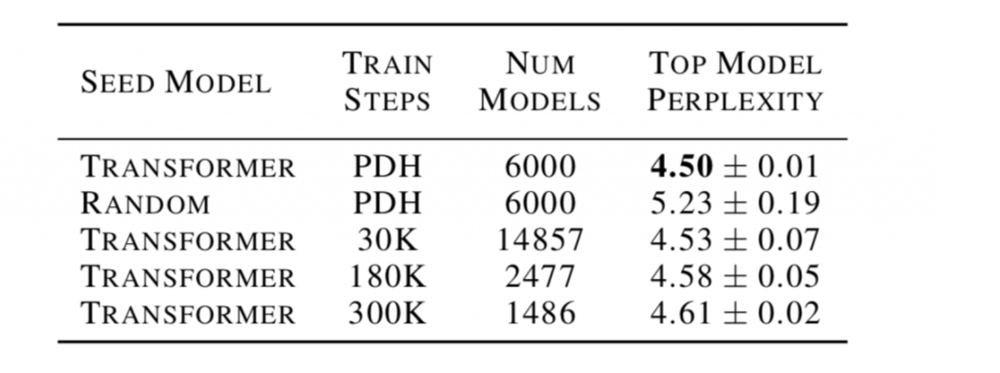 SEED MODEL TRAIN STEPS NUM MODELS TOP MODEL PERPLEXITY
TRANSFORMER PDH 6000 4.50 ± 0.01
RANDOM PDH 6000 5.23 ± 0.19
TRANSFORMER 30K 14857 4.53 ± 0.07
TRANSFORMER 180K 2477 4.58 ± 0.05
TRANSFORMER 300K 1486 4.61 ± 0.02